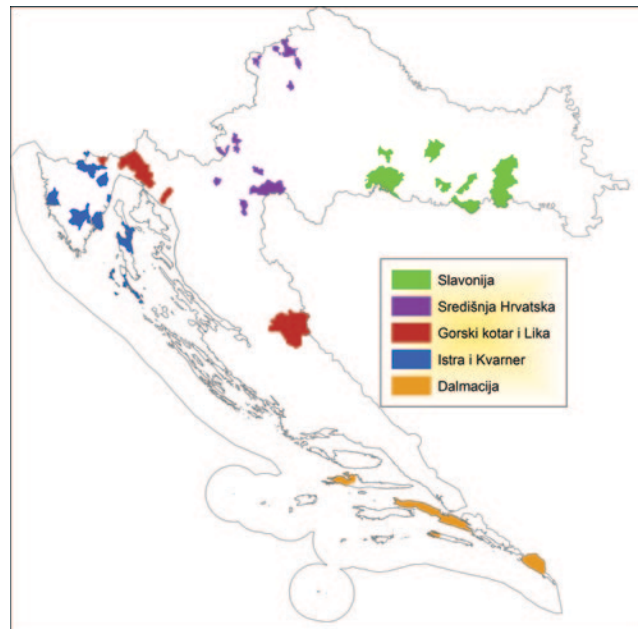 Slavonija
Središnja Hrvatska
Gorski kotar i Lika
Istra i Kvarner
Dalmacija